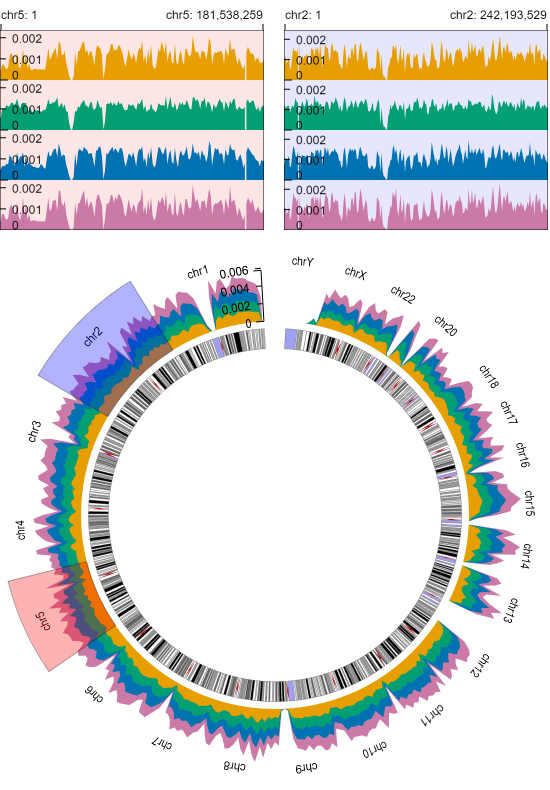 chr5: 1 chr5: 181,538,259 chr2: 1 chr2: 242,193,529
0.002 0.002
0.001 0.001
0 0
0.002 0.002
0.001 0.001
0 0
0.002 0.002
0.001 0.001
0 0
0.002 0.002
0.001 0.001
0 0
chrY
chr1
0.006
0.004
0.002
0
chrX
chr22
chr20
chr18
chr17
chr16
chr15
chr14
chr13
chr12
chr11
chr10
chr9
chr8
chr7
chr6
chr5
chr4
chr3
chr2